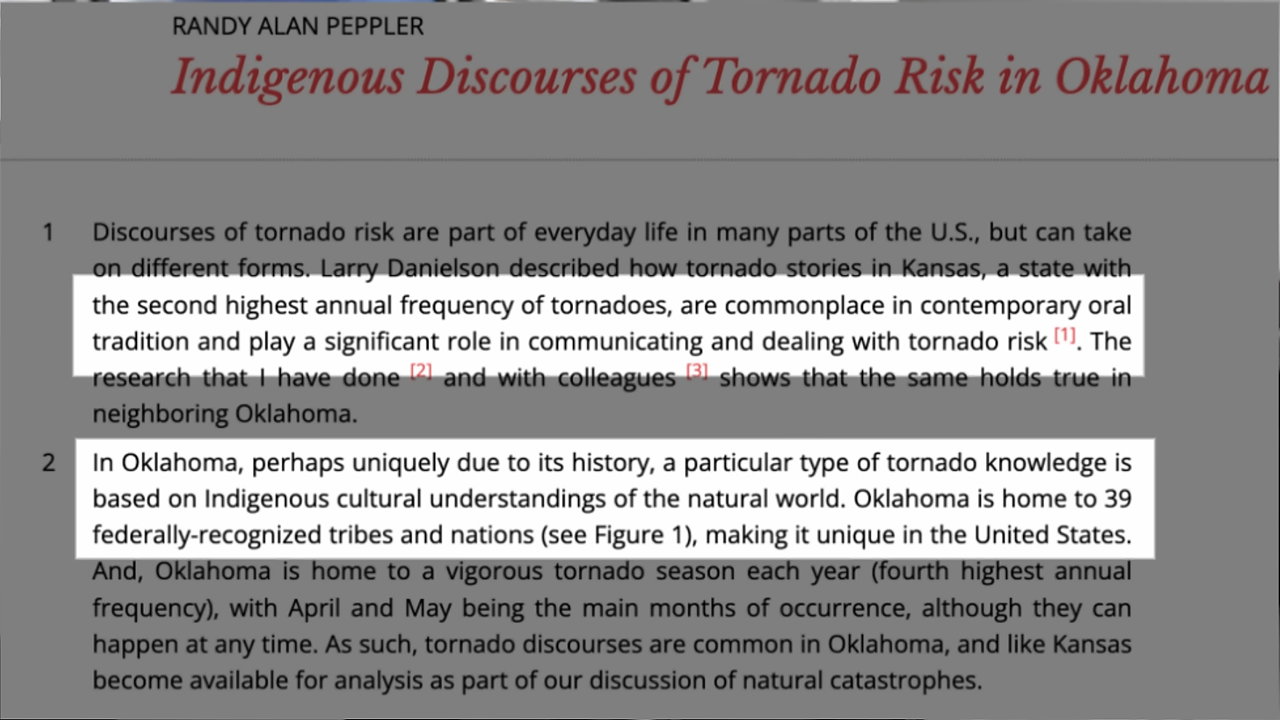 RANDY ALAN PEPPLER
Indigenous Discourses of Tornado Risk in Oklahoma
1 Discourses of tornado risk are part of everyday life in many parts of the U.S., but can take
on different forms. Larry Danielson described how tornado stories in Kansas, a state with
the second highest annual frequency of tornadoes, are commonplace in contemporary oral
tradition and play a significant role in communicating and dealing with tornado risk [1]. The
research that I have done [2] and with colleagues [3] shows that the same holds true in
neighboring Oklahoma.
2 In Oklahoma, perhaps uniquely due to its history, a particular type of tornado knowledge is
based on Indigenous cultural understandings of the natural world. Oklahoma is home to 39
federally-recognized tribes and nations (see Figure 1), making it unique in the United States.
And, Oklahoma is home to a vigorous tornado season each year (fourth highest annual
frequency), with April and May being the main months of occurrence, although they can
happen at any time. As such, tornado discourses are common in Oklahoma, and like Kansas
become available for analysis as part of our discussion of natural catastrophes.